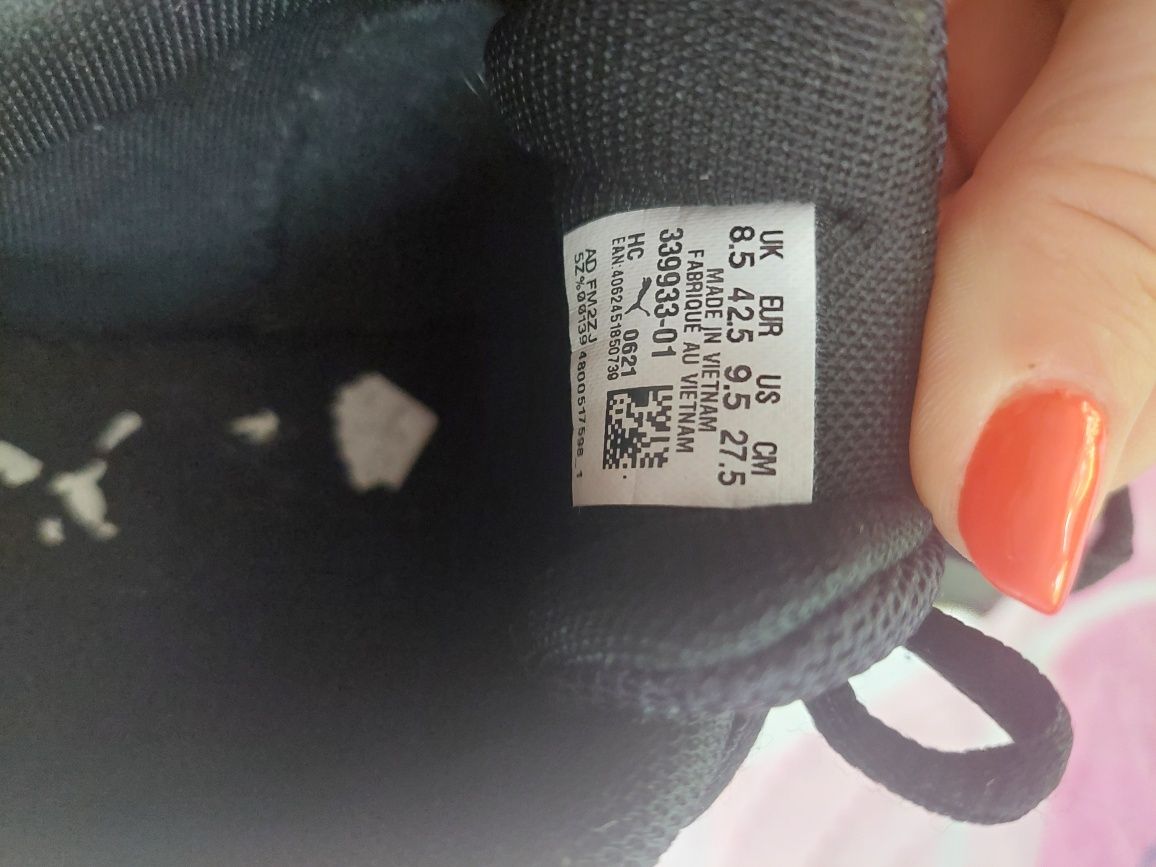 UK EUR US CM
8.5 42.5 9.5 27.5
MADE IN VIETNAM
FABRIQUE AU VIETNAM
339933-01
HC 0621
EAN:4062451850739
AD FM2ZJ